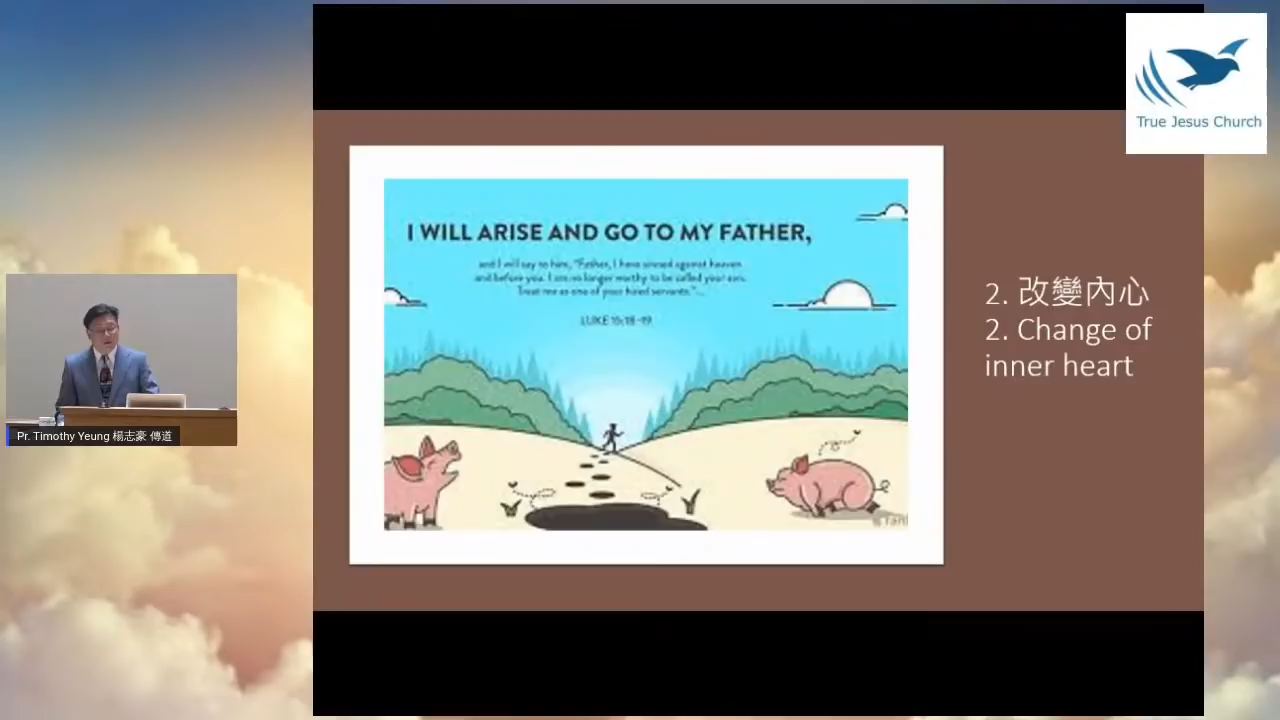 True Jesus Church
I WILL ARISE AND GO TO MY FATHER,
and I will say to him, "Father, I have sinned against heaven
and before you. I am no longer worthy to be called your son.
Treat me as one of your hired servants."...
LUKE 15:18-19
2. 改變內心
2. Change of
inner heart
Pr. Timothy Yeung 楊志豪 傳道